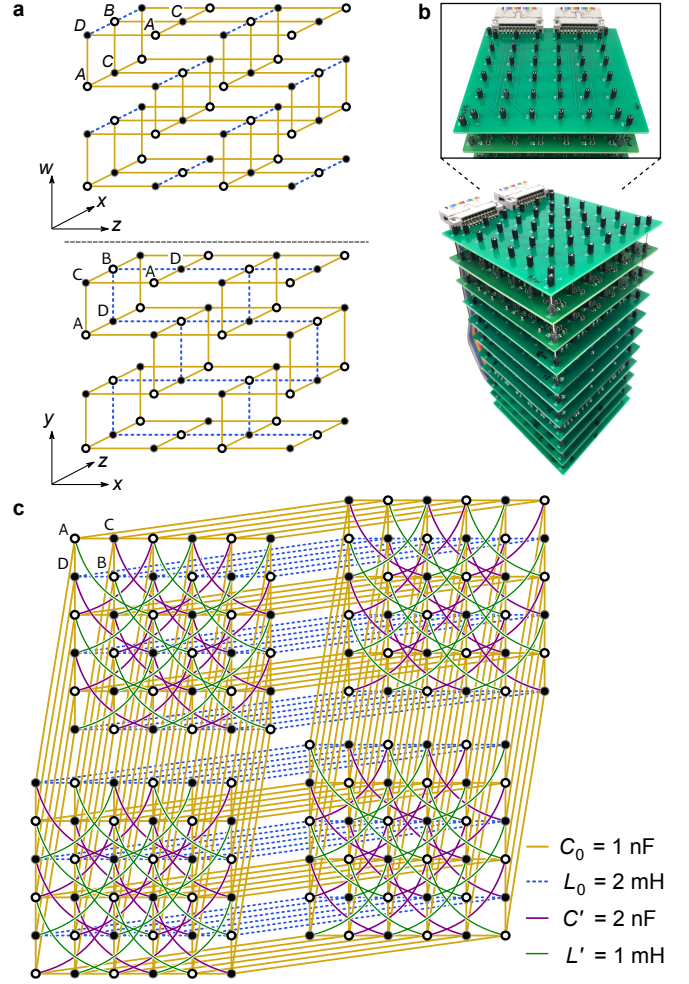 a
b
B
C
D
A
C
A
w
x
z
B
D
C
A
D
A
y
z
x
c
A
C
D
B
C₀ = 1 nF
L₀ = 2 mH
C′ = 2 nF
L′ = 1 mH